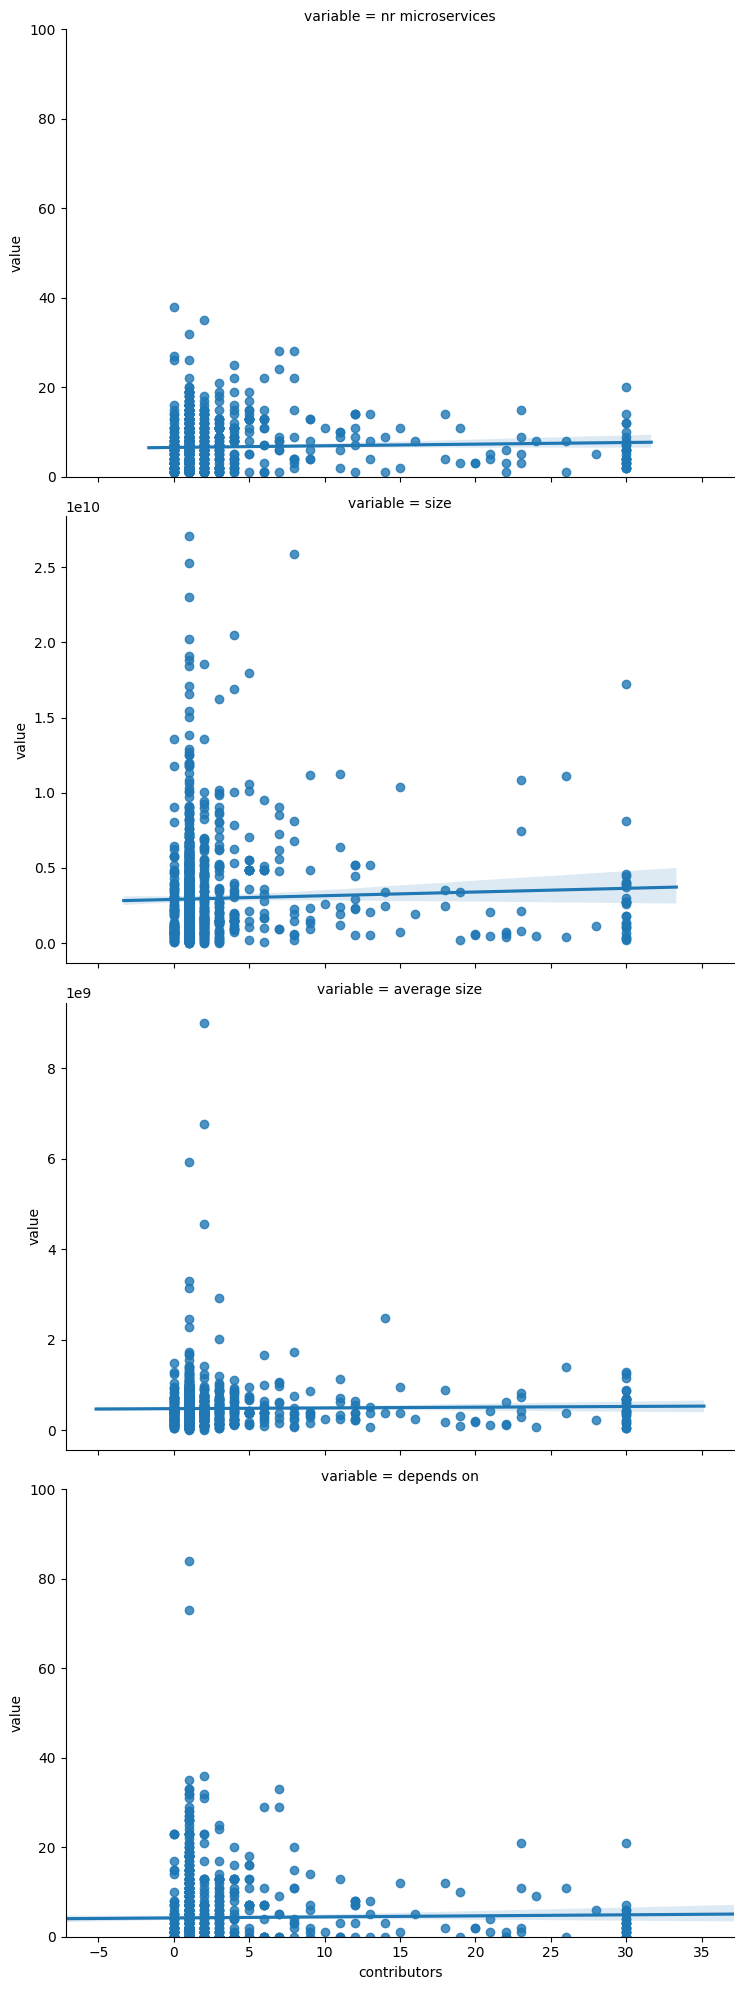 variable = nr microservices
100
80
60
40
20
0
value
variable = size
1e10
2.5
2.0
1.5
1.0
0.5
0.0
value
variable = average size
1e9
8
6
4
2
0
value
variable = depends on
100
80
60
40
20
0
value
−5 0 5 10 15 20 25 30 35
contributors